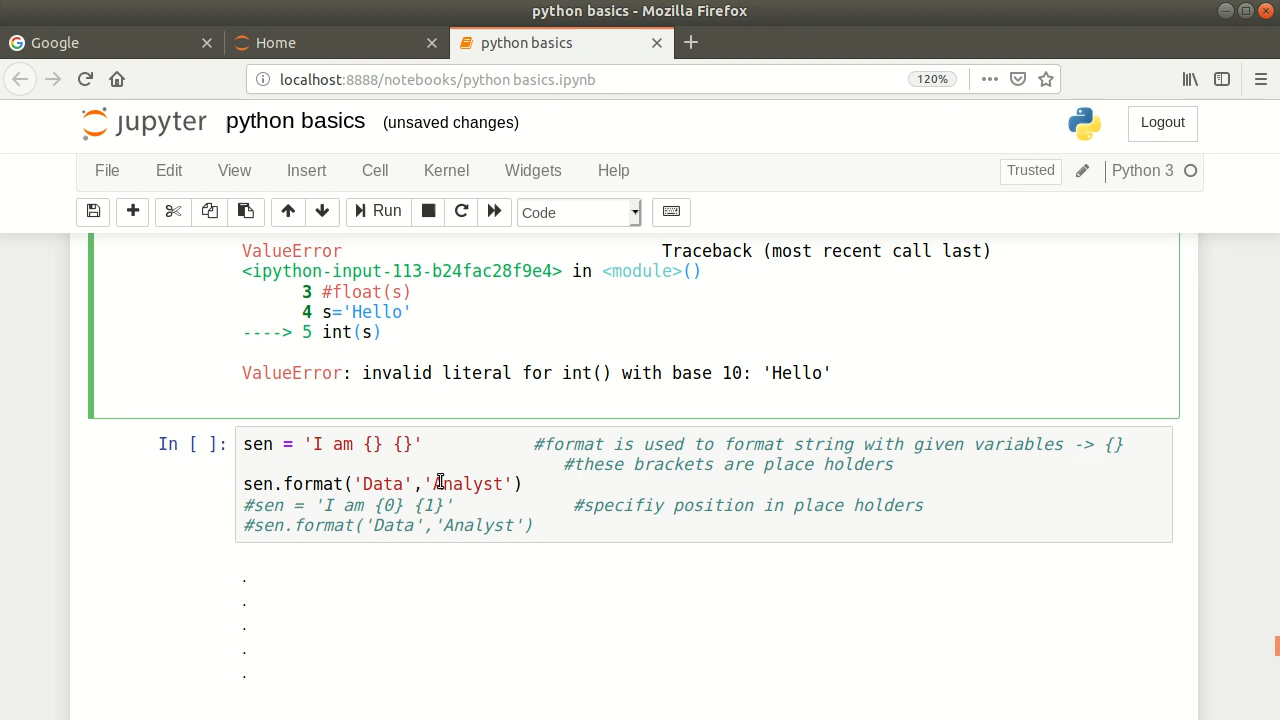 python basics - Mozilla Firefox
Google
Home
python basics
localhost:8888/notebooks/python basics.ipynb
120%
jupyter python basics (unsaved changes)
Logout
File Edit View Insert Cell Kernel Widgets Help
Trusted
Python 3
Run
Code
ValueError Traceback (most recent call last)
<ipython-input-113-b24fac28f9e4> in <module>()
3 #float(s)
4 s='Hello'
----> 5 int(s)
ValueError: invalid literal for int() with base 10: 'Hello'
In [ ]: sen = 'I am {} {}' #format is used to format string with given variables -> {}
#these brackets are place holders
sen.format('Data','Analyst')
#sen = 'I am {0} {1}' #specifiy position in place holders
#sen.format('Data','Analyst')
.
.
.
.
.